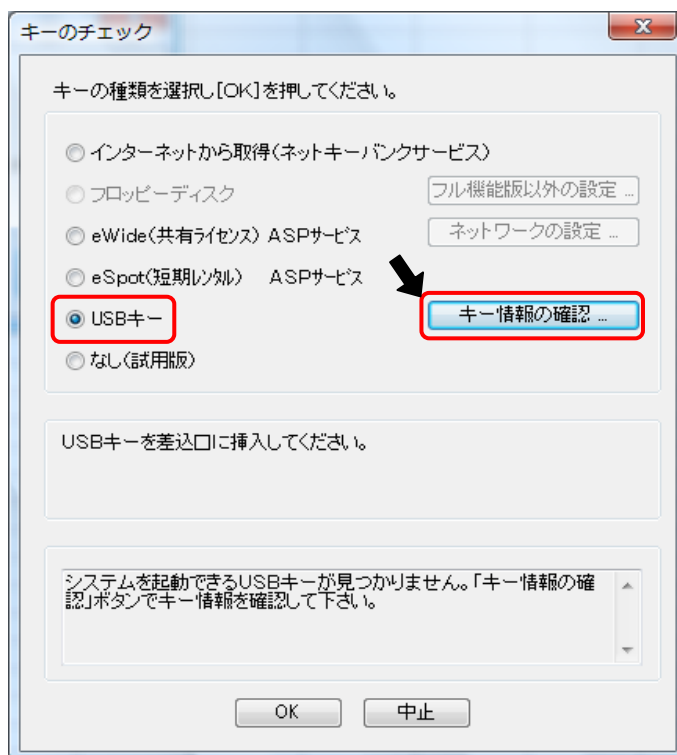 キーのチェック
キーの種類を選択し[OK]を押してください。
インターネットから取得(ネットキーバンクサービス)
フロッピーディスク
フル機能版以外の設定 ...
eWide(共有ライセンス) ASPサービス
ネットワークの設定 ...
eSpot(短期レンタル) ASPサービス
USBキー
キー情報の確認 ...
なし(試用版)
USBキーを差込口に挿入してください。
システムを起動できるUSBキーが見つかりません。「キー情報の確
認」ボタンでキー情報を確認して下さい。
OK
中止